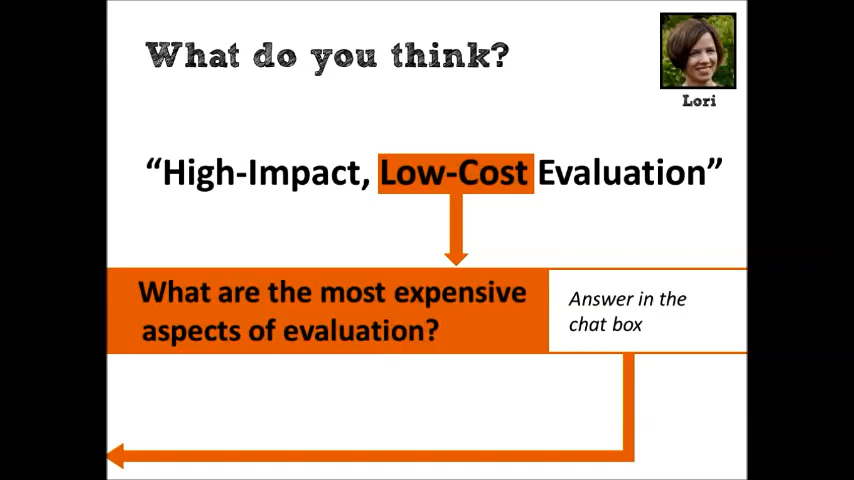 What do you think?
Lori
“High-Impact, Low-Cost Evaluation”
What are the most expensive
aspects of evaluation?
Answer in the
chat box